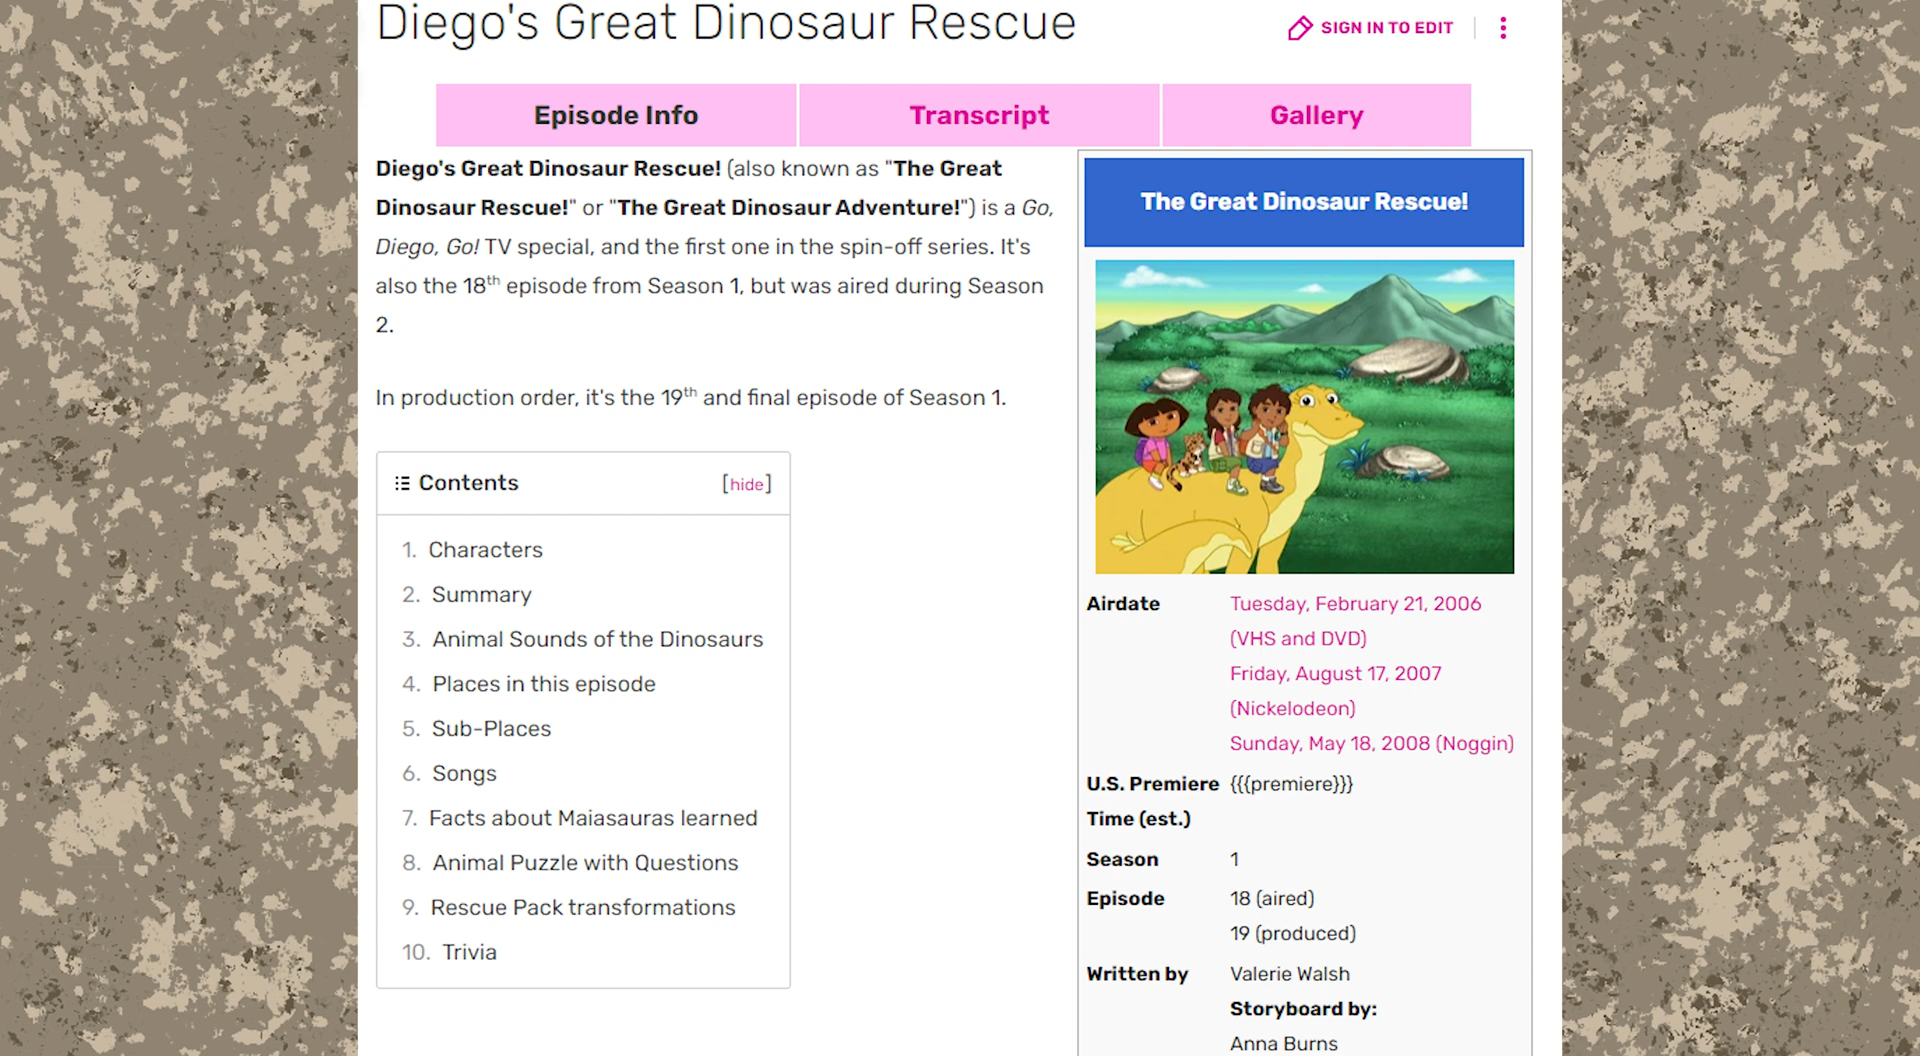 Diego's Great Dinosaur Rescue
SIGN IN TO EDIT
Episode Info
Transcript
Gallery
Diego's Great Dinosaur Rescue! (also known as "The Great
Dinosaur Rescue!" or "The Great Dinosaur Adventure!") is a Go,
Diego, Go! TV special, and the first one in the spin-off series. It's
also the 18th episode from Season 1, but was aired during Season
2.
In production order, it's the 19th and final episode of Season 1.
Contents [hide]
1. Characters
2. Summary
3. Animal Sounds of the Dinosaurs
4. Places in this episode
5. Sub-Places
6. Songs
7. Facts about Maiasauras learned
8. Animal Puzzle with Questions
9. Rescue Pack transformations
10. Trivia
The Great Dinosaur Rescue!
Airdate Tuesday, February 21, 2006
(VHS and DVD)
Friday, August 17, 2007
(Nickelodeon)
Sunday, May 18, 2008 (Noggin)
U.S. Premiere {{{premiere}}}
Time (est.)
Season 1
Episode 18 (aired)
19 (produced)
Written by Valerie Walsh
Storyboard by:
Anna Burns